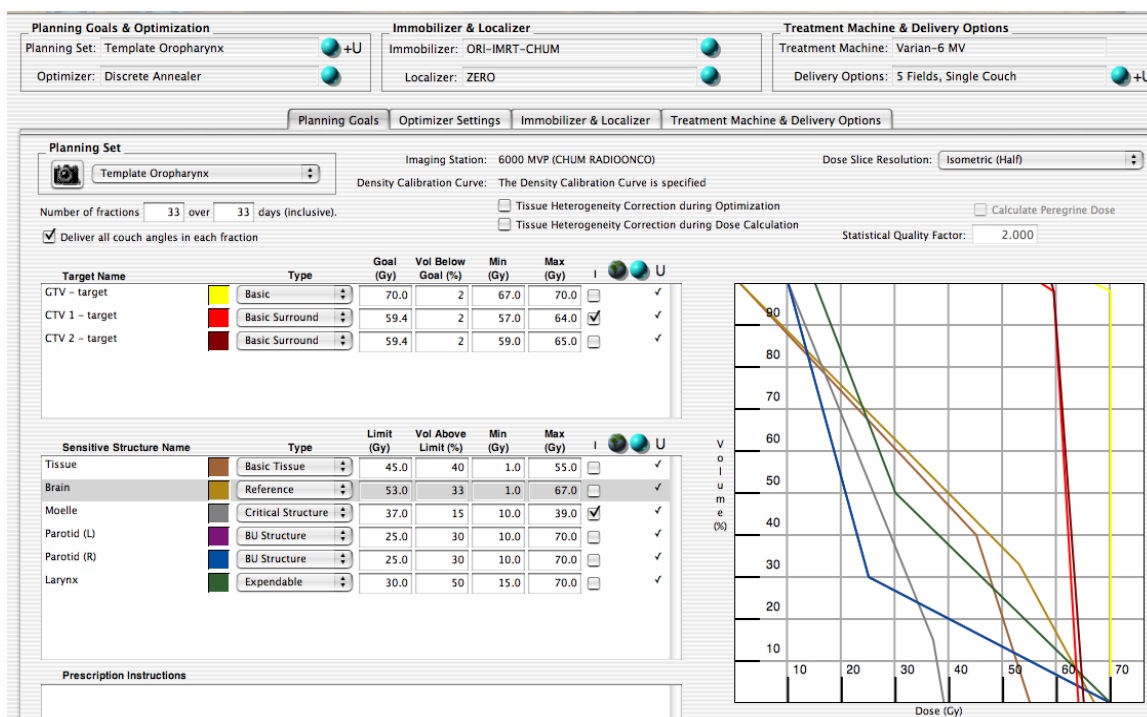 Planning Goals & Optimization
Planning Set: Template Oropharynx +U
Optimizer: Discrete Annealer
Immobilizer & Localizer
Immobilizer: ORI-IMRT-CHUM
Localizer: ZERO
Treatment Machine & Delivery Options
Treatment Machine: Varian-6 MV
Delivery Options: 5 Fields, Single Couch +U
Planning Goals Optimizer Settings Immobilizer & Localizer Treatment Machine & Delivery Options
Planning Set
Template Oropharynx
Number of fractions 33 over 33 days (inclusive).
Deliver all couch angles in each fraction
Imaging Station: 6000 MVP (CHUM RADIOONCO)
Density Calibration Curve: The Density Calibration Curve is specified
Tissue Heterogeneity Correction during Optimization
Tissue Heterogeneity Correction during Dose Calculation
Dose Slice Resolution: Isometric (Half)
Calculate Peregrine Dose
Statistical Quality Factor: 2.000
Target Name Type Goal (Gy) Vol Below Goal (%) Min (Gy) Max (Gy) I U
GTV - target Basic 70.0 2 67.0 70.0
CTV 1 - target Basic Surround 59.4 2 57.0 64.0
CTV 2 - target Basic Surround 59.4 2 59.0 65.0
Sensitive Structure Name Type Limit (Gy) Vol Above Limit (%) Min (Gy) Max (Gy) I U
Tissue Basic Tissue 45.0 40 1.0 55.0
Brain Reference 53.0 33 1.0 67.0
Moelle Critical Structure 37.0 15 10.0 39.0
Parotid (L) BU Structure 25.0 30 10.0 70.0
Parotid (R) BU Structure 25.0 30 10.0 70.0
Larynx Expendable 30.0 50 15.0 70.0
Prescription Instructions
Volume (%)
90
80
70
60
50
40
30
20
10
10 20 30 40 50 60 70
Dose (Gy)